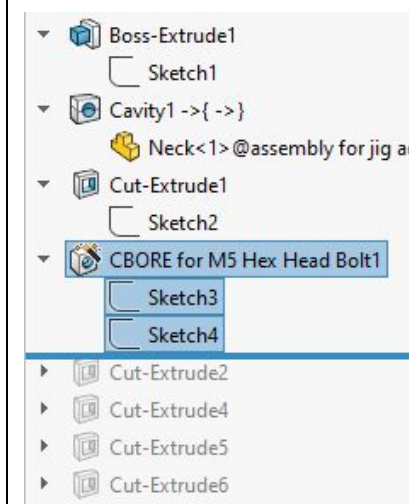 Boss-Extrude1
Sketch1
Cavity1 ->{ ->}
Neck<1>@assembly for jig a
Cut-Extrude1
Sketch2
CBORE for M5 Hex Head Bolt1
Sketch3
Sketch4
Cut-Extrude2
Cut-Extrude4
Cut-Extrude5
Cut-Extrude6